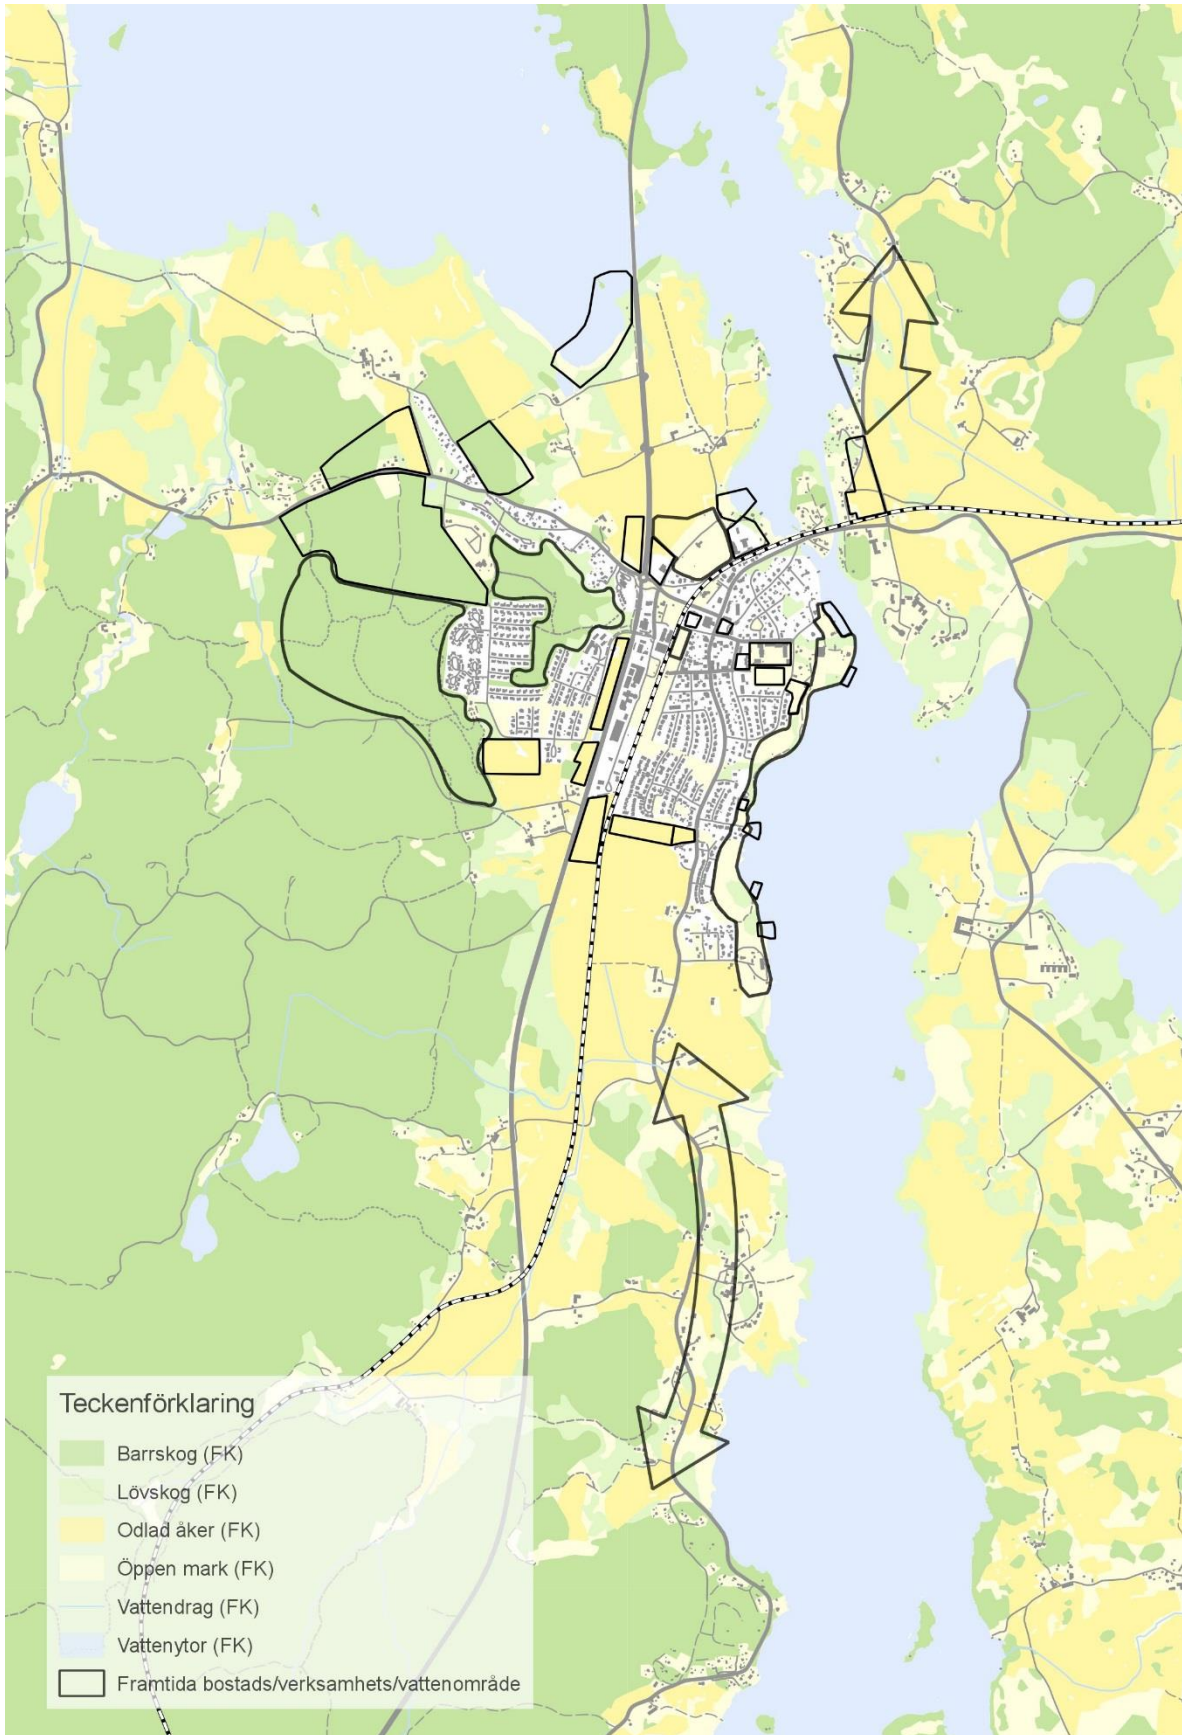 Teckenförklaring
Barrskog (FK)
Lövskog (FK)
Odlad åker (FK)
Öppen mark (FK)
Vattendrag (FK)
Vattenytor (FK)
Framtida bostads/verksamhets/vattenområde